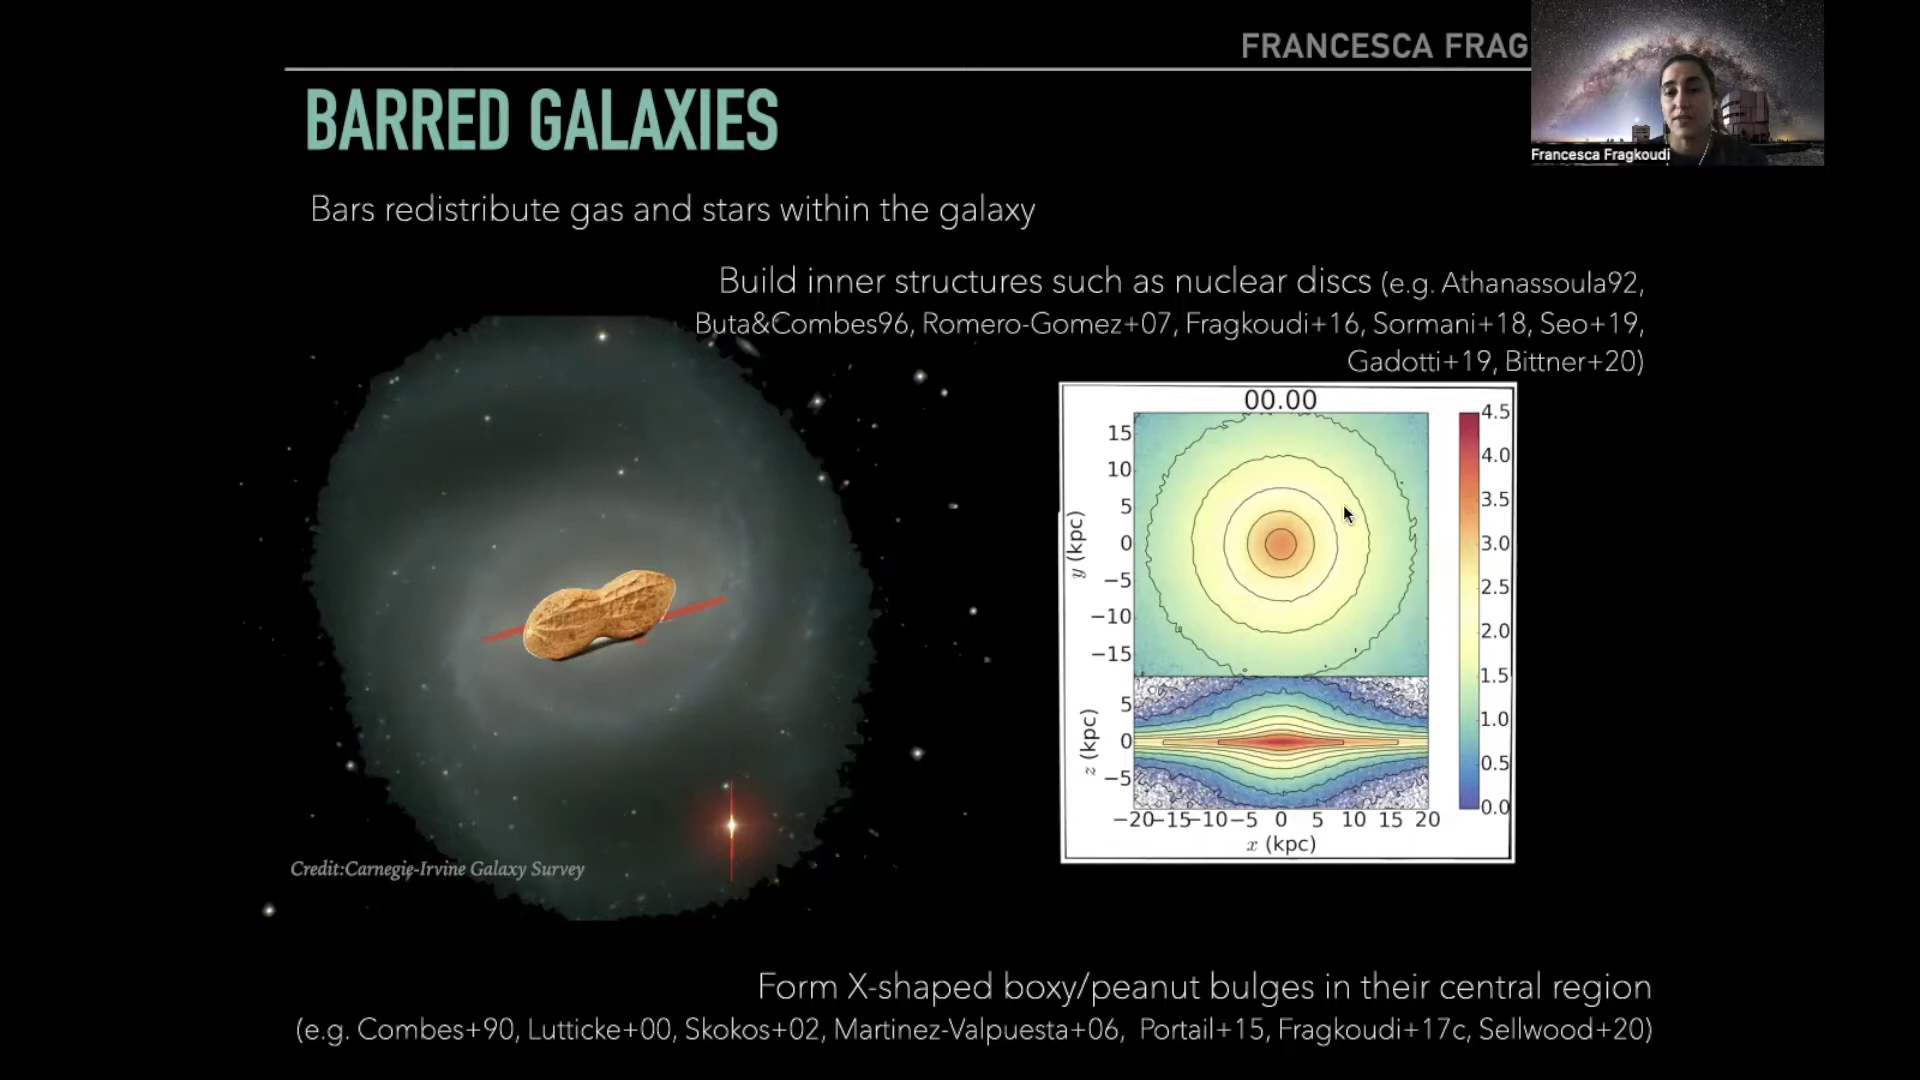 FRANCESCA FRAG
Francesca Fragkoudi
BARRED GALAXIES
Bars redistribute gas and stars within the galaxy
Build inner structures such as nuclear discs (e.g. Athanassoula92,
Buta&Combes96, Romero-Gomez+07, Fragkoudi+16, Sormani+18, Seo+19,
Gadotti+19, Bittner+20)
00.00
15
10
5
0
−5
−10
−15
y (kpc)
5
0
−5
z (kpc)
−20 −15 −10 −5 0 5 10 15 20
x (kpc)
4.5
4.0
3.5
3.0
2.5
2.0
1.5
1.0
0.5
0.0
Credit:Carnegie-Irvine Galaxy Survey
Form X-shaped boxy/peanut bulges in their central region
(e.g. Combes+90, Lutticke+00, Skokos+02, Martinez-Valpuesta+06, Portail+15, Fragkoudi+17c, Sellwood+20)